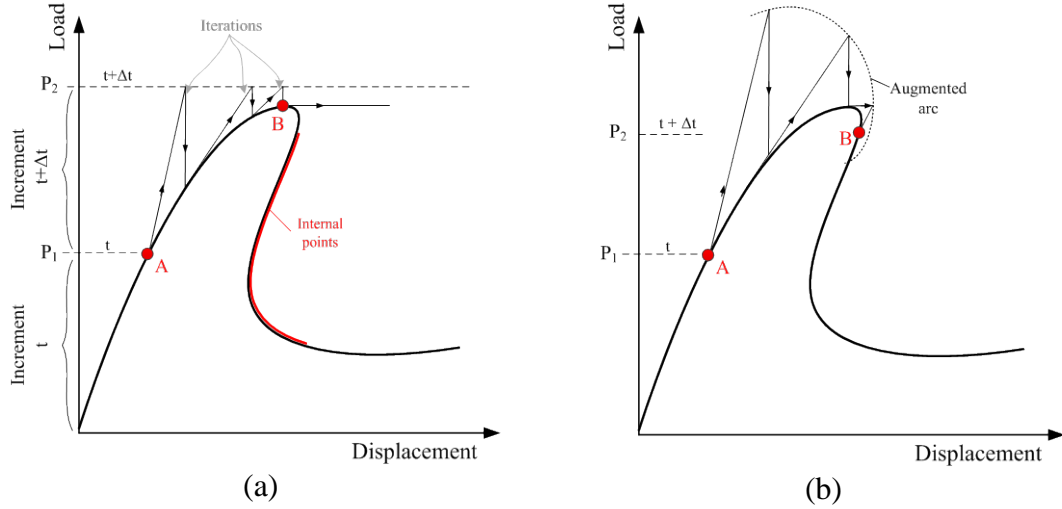 Load
Iterations
P2
t+Δt
B
Increment
t+Δt
Internal
points
P1
t
A
Increment
t
Displacement
(a)
Load
Augmented
arc
P2
t + Δt
B
P1
t
A
Displacement
(b)